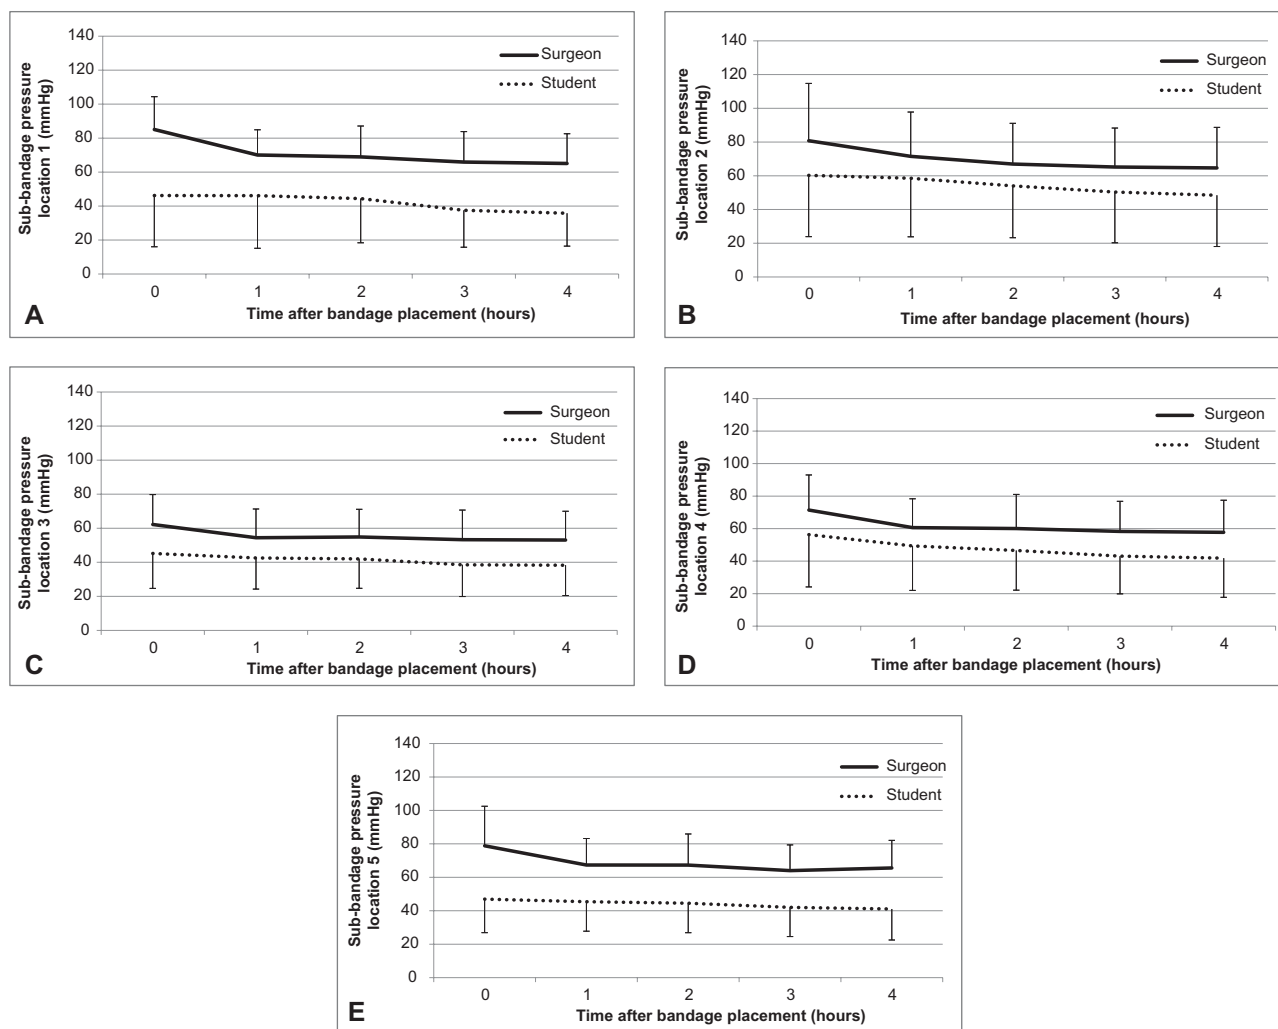 140
120
100
80
60
40
20
0
Sub-bandage pressure
location 1 (mmHg)
Surgeon
Student
0 1 2 3 4
Time after bandage placement (hours)
A
140
120
100
80
60
40
20
0
Sub-bandage pressure
location 2 (mmHg)
Surgeon
Student
0 1 2 3 4
Time after bandage placement (hours)
B
140
120
100
80
60
40
20
0
Sub-bandage pressure
location 3 (mmHg)
Surgeon
Student
0 1 2 3 4
Time after bandage placement (hours)
C
140
120
100
80
60
40
20
0
Sub-bandage pressure
location 4 (mmHg)
Surgeon
Student
0 1 2 3 4
Time after bandage placement (hours)
D
140
120
100
80
60
40
20
0
Sub-bandage pressure
location 5 (mmHg)
Surgeon
Student
0 1 2 3 4
Time after bandage placement (hours)
E